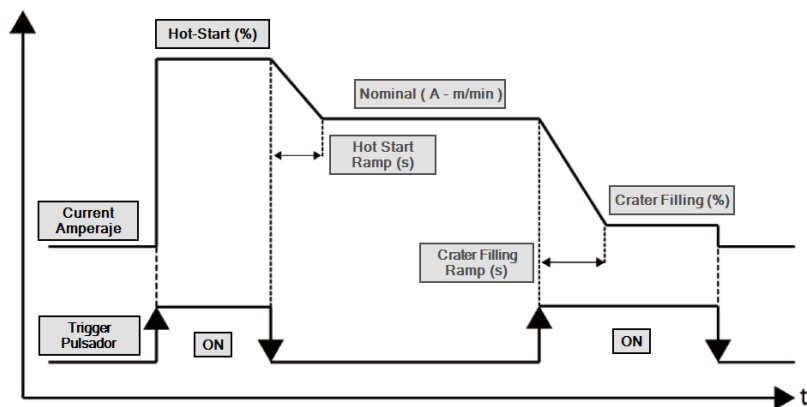 Hot-Start (%)
Nominal ( A - m/min )
Hot Start
Ramp (s)
Crater Filling (%)
Current
Amperaje
Crater Filling
Ramp (s)
Trigger
Pulsador
ON
ON
t